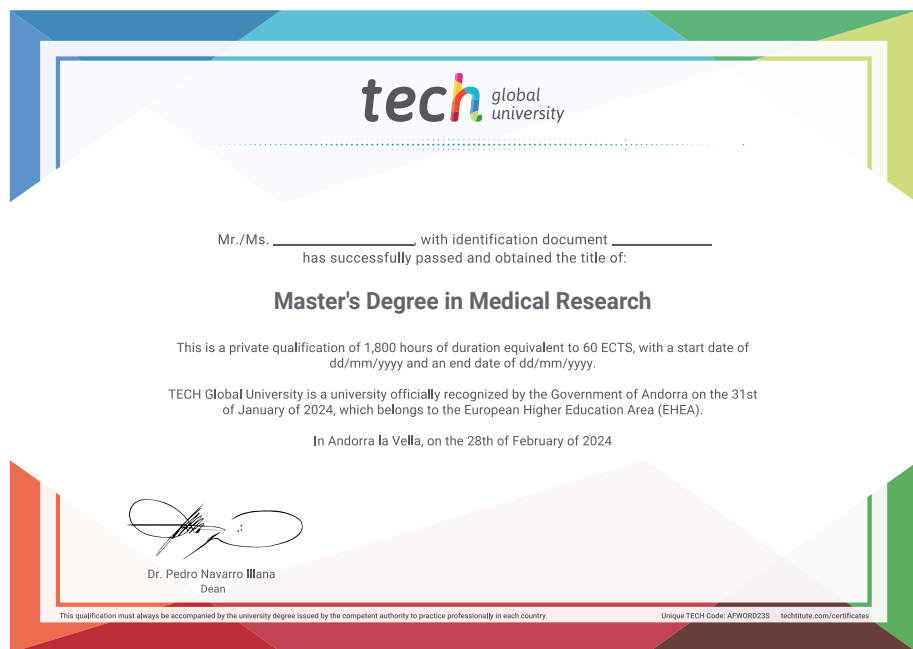 tech global university
Mr./Ms. ____________, with identification document ____________
has successfully passed and obtained the title of:
Master's Degree in Medical Research
This is a private qualification of 1,800 hours of duration equivalent to 60 ECTS, with a start date of
dd/mm/yyyy and an end date of dd/mm/yyyy.
TECH Global University is a university officially recognized by the Government of Andorra on the 31st
of January of 2024, which belongs to the European Higher Education Area (EHEA).
In Andorra la Vella, on the 28th of February of 2024
Dr. Pedro Navarro Illana
Dean
This qualification must always be accompanied by the university degree issued by the competent authority to practice professionally in each country.
Unique TECH Code: AFWORD23S techtitute.com/certificates